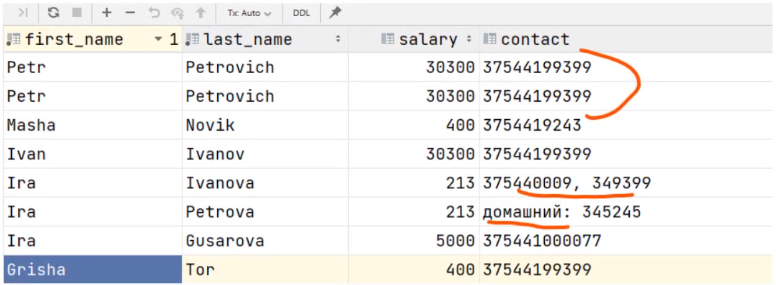 Tx: Auto DDL
first_name 1 last_name salary contact
Petr Petrovich 30300 37544199399
Petr Petrovich 30300 37544199399
Masha Novik 400 3754419243
Ivan Ivanov 30300 37544199399
Ira Ivanova 213 375440009, 349399
Ira Petrova 213 домашний: 345245
Ira Gusarova 5000 375441000077
Grisha Tor 400 37544199399